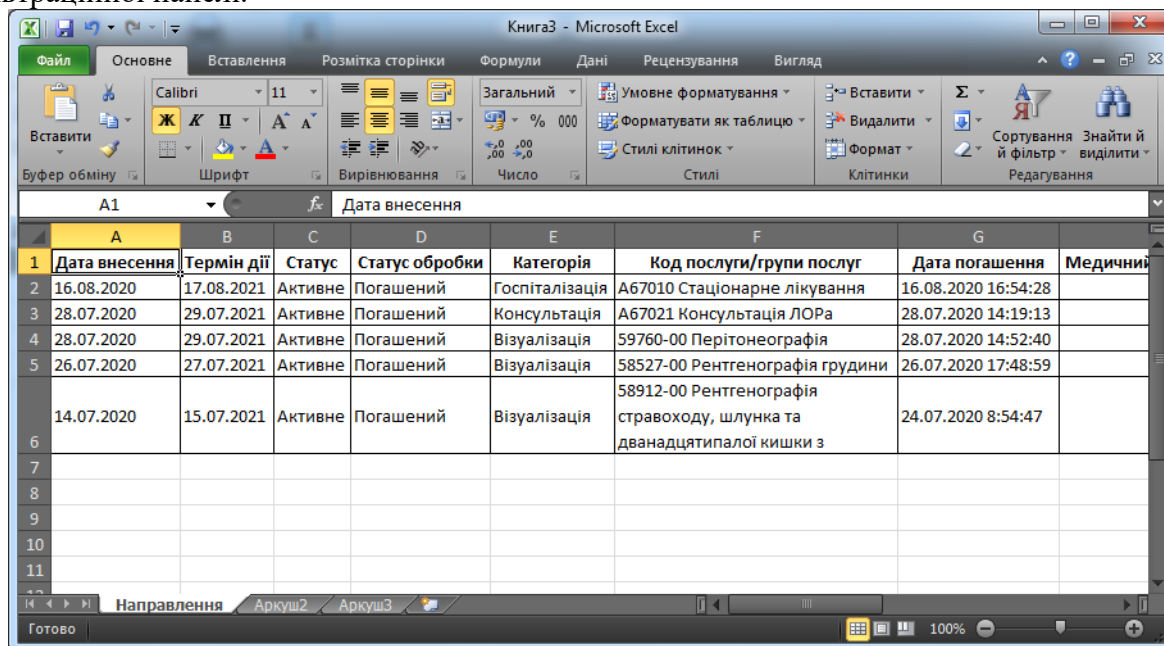 Книга3 - Microsoft Excel
Файл Основне Вставлення Розмітка сторінки Формули Дані Рецензування Вигляд
Calibri 11 Загальний Умовне форматування Вставити Σ
Ж К П А А % 000 Форматувати як таблицю Видалити
Вставити Стилі клітинок Формат Сортування й фільтр Знайти й виділити
Буфер обміну Шрифт Вирівнювання Число Стилі Клітинки Редагування
A1 fx Дата внесення
A B C D E F G
1 Дата внесення Термін дії Статус Статус обробки Категорія Код послуги/групи послуг Дата погашення Медичний
2 16.08.2020 17.08.2021 Активне Погашений Госпіталізація А67010 Стаціонарне лікування 16.08.2020 16:54:28
3 28.07.2020 29.07.2021 Активне Погашений Консультація А67021 Консультація ЛОРа 28.07.2020 14:19:13
4 28.07.2020 29.07.2021 Активне Погашений Візуалізація 59760-00 Перітонеографія 28.07.2020 14:52:40
5 26.07.2020 27.07.2021 Активне Погашений Візуалізація 58527-00 Рентгенографія грудини 26.07.2020 17:48:59
58912-00 Рентгенографія
14.07.2020 15.07.2021 Активне Погашений Візуалізація стравоходу, шлунка та 24.07.2020 8:54:47
6 дванадцятипалої кишки з
7
8
9
10
11
Направлення Аркуш2 Аркуш3
Готово 100%